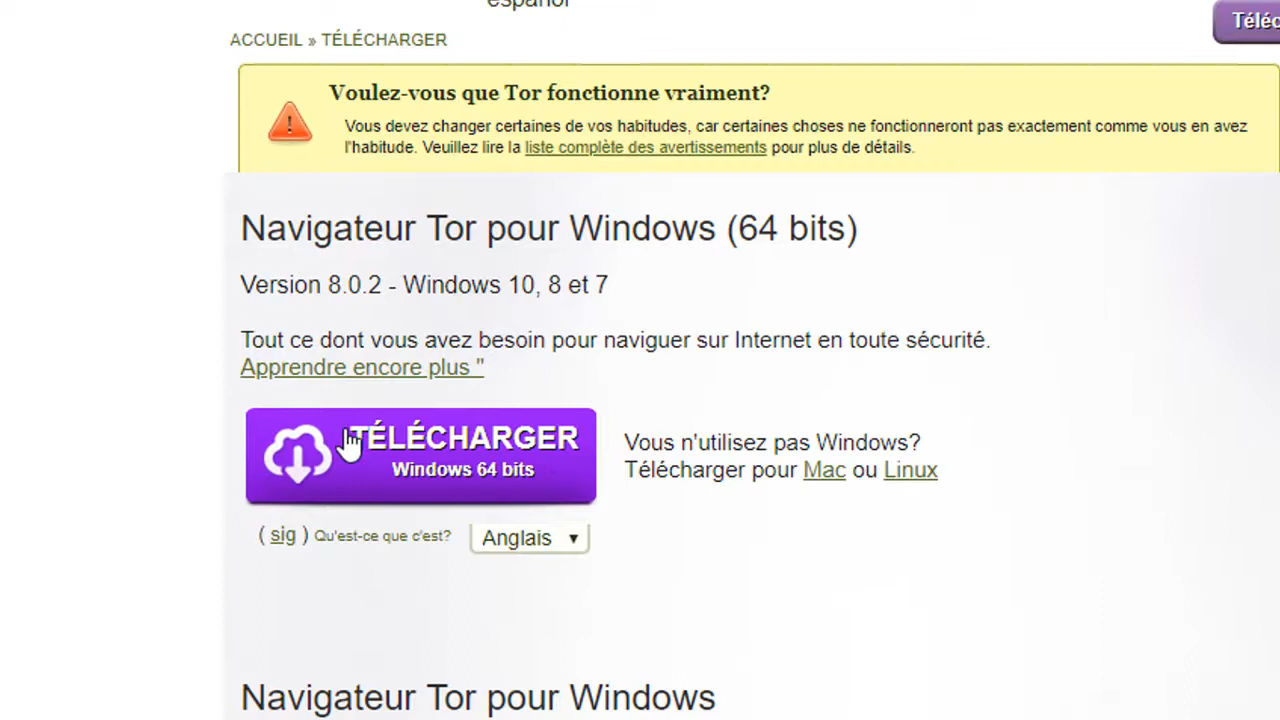 español
Téléc
ACCUEIL » TÉLÉCHARGER
Voulez-vous que Tor fonctionne vraiment?
Vous devez changer certaines de vos habitudes, car certaines choses ne fonctionneront pas exactement comme vous en avez
l'habitude. Veuillez lire la liste complète des avertissements pour plus de détails.
Navigateur Tor pour Windows (64 bits)
Version 8.0.2 - Windows 10, 8 et 7
Tout ce dont vous avez besoin pour naviguer sur Internet en toute sécurité.
Apprendre encore plus "
TÉLÉCHARGER
Windows 64 bits
Vous n'utilisez pas Windows?
Télécharger pour Mac ou Linux
( sig ) Qu'est-ce que c'est?
Anglais
Navigateur Tor pour Windows